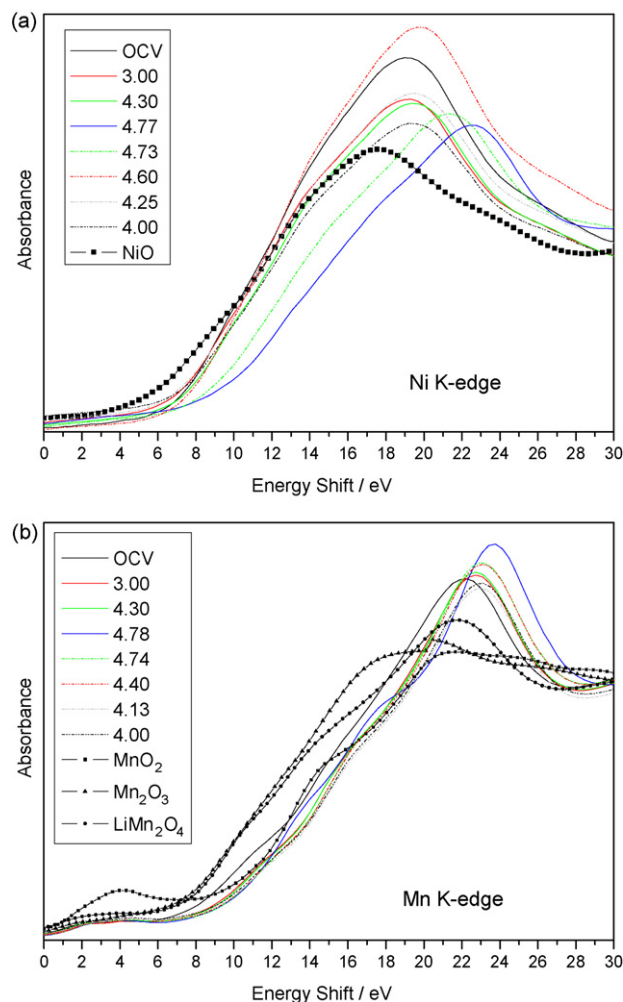 (a)
OCV
3.00
4.30
4.77
4.73
4.60
4.25
4.00
NiO
Absorbance
Ni K-edge
0 2 4 6 8 10 12 14 16 18 20 22 24 26 28 30
Energy Shift / eV
(b)
OCV
3.00
4.30
4.78
4.74
4.40
4.13
4.00
MnO₂
Mn₂O₃
LiMn₂O₄
Absorbance
Mn K-edge
0 2 4 6 8 10 12 14 16 18 20 22 24 26 28 30
Energy Shift / eV